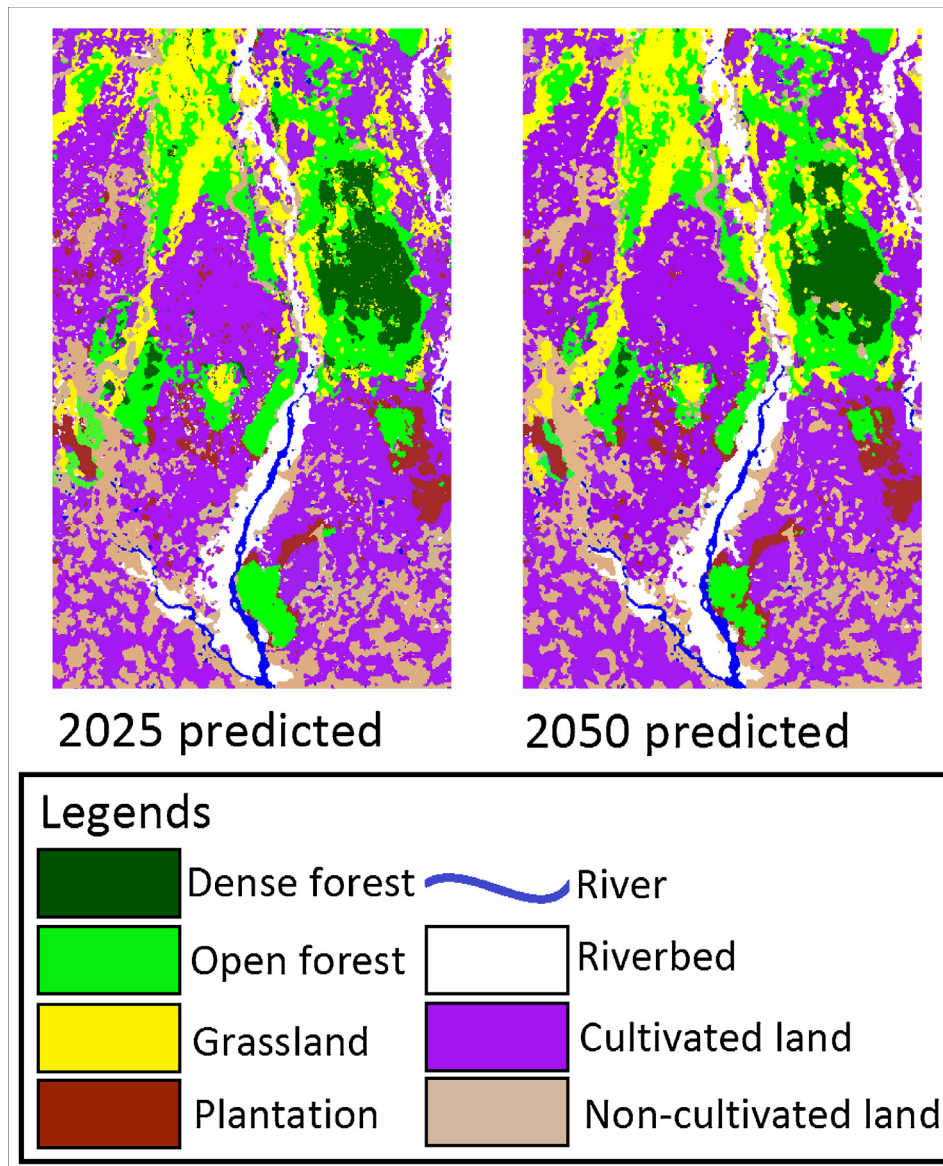 2025 predicted
2050 predicted
Legends
Dense forest
River
Open forest
Riverbed
Grassland
Cultivated land
Plantation
Non-cultivated land